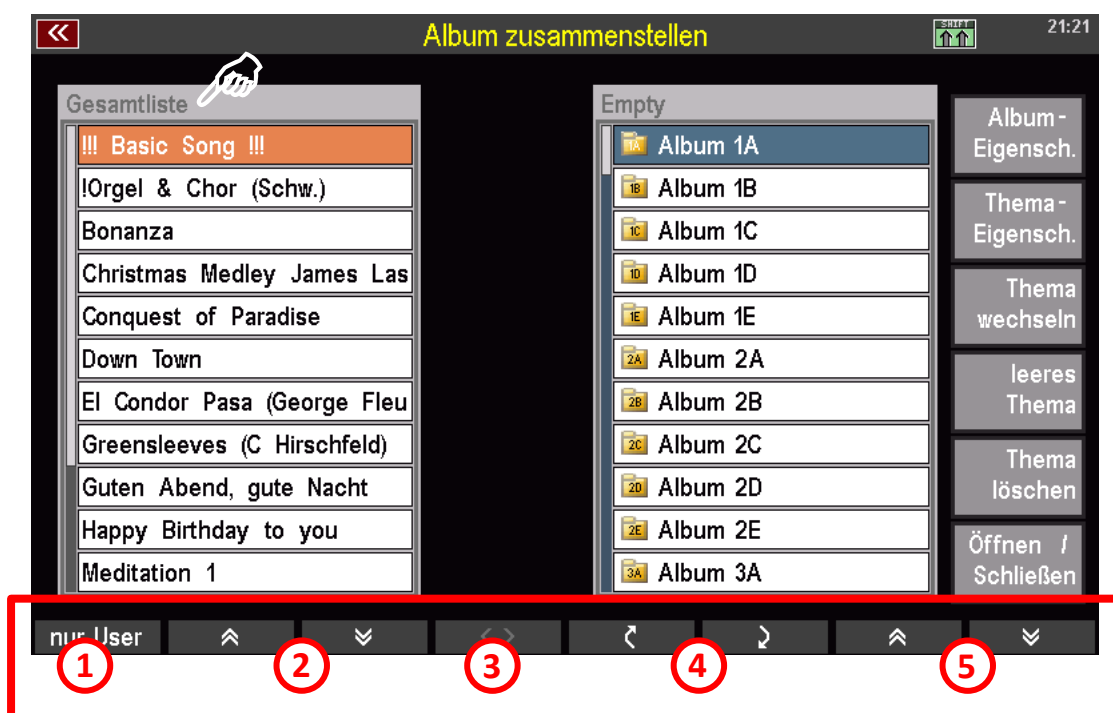 Album zusammenstellen
SHIFT
21:21
Gesamtliste
!!! Basic Song !!!
!Orgel & Chor (Schw.)
Bonanza
Christmas Medley James Las
Conquest of Paradise
Down Town
El Condor Pasa (George Fleu
Greensleeves (C Hirschfeld)
Guten Abend, gute Nacht
Happy Birthday to you
Meditation 1
Empty
1A Album 1A
1B Album 1B
1C Album 1C
1D Album 1D
1E Album 1E
2A Album 2A
2B Album 2B
2C Album 2C
2D Album 2D
2E Album 2E
3A Album 3A
Album-
Eigensch.
Thema-
Eigensch.
Thema
wechseln
leeres
Thema
Thema
löschen
Öffnen /
Schließen
nur User
1
2
3
4
5